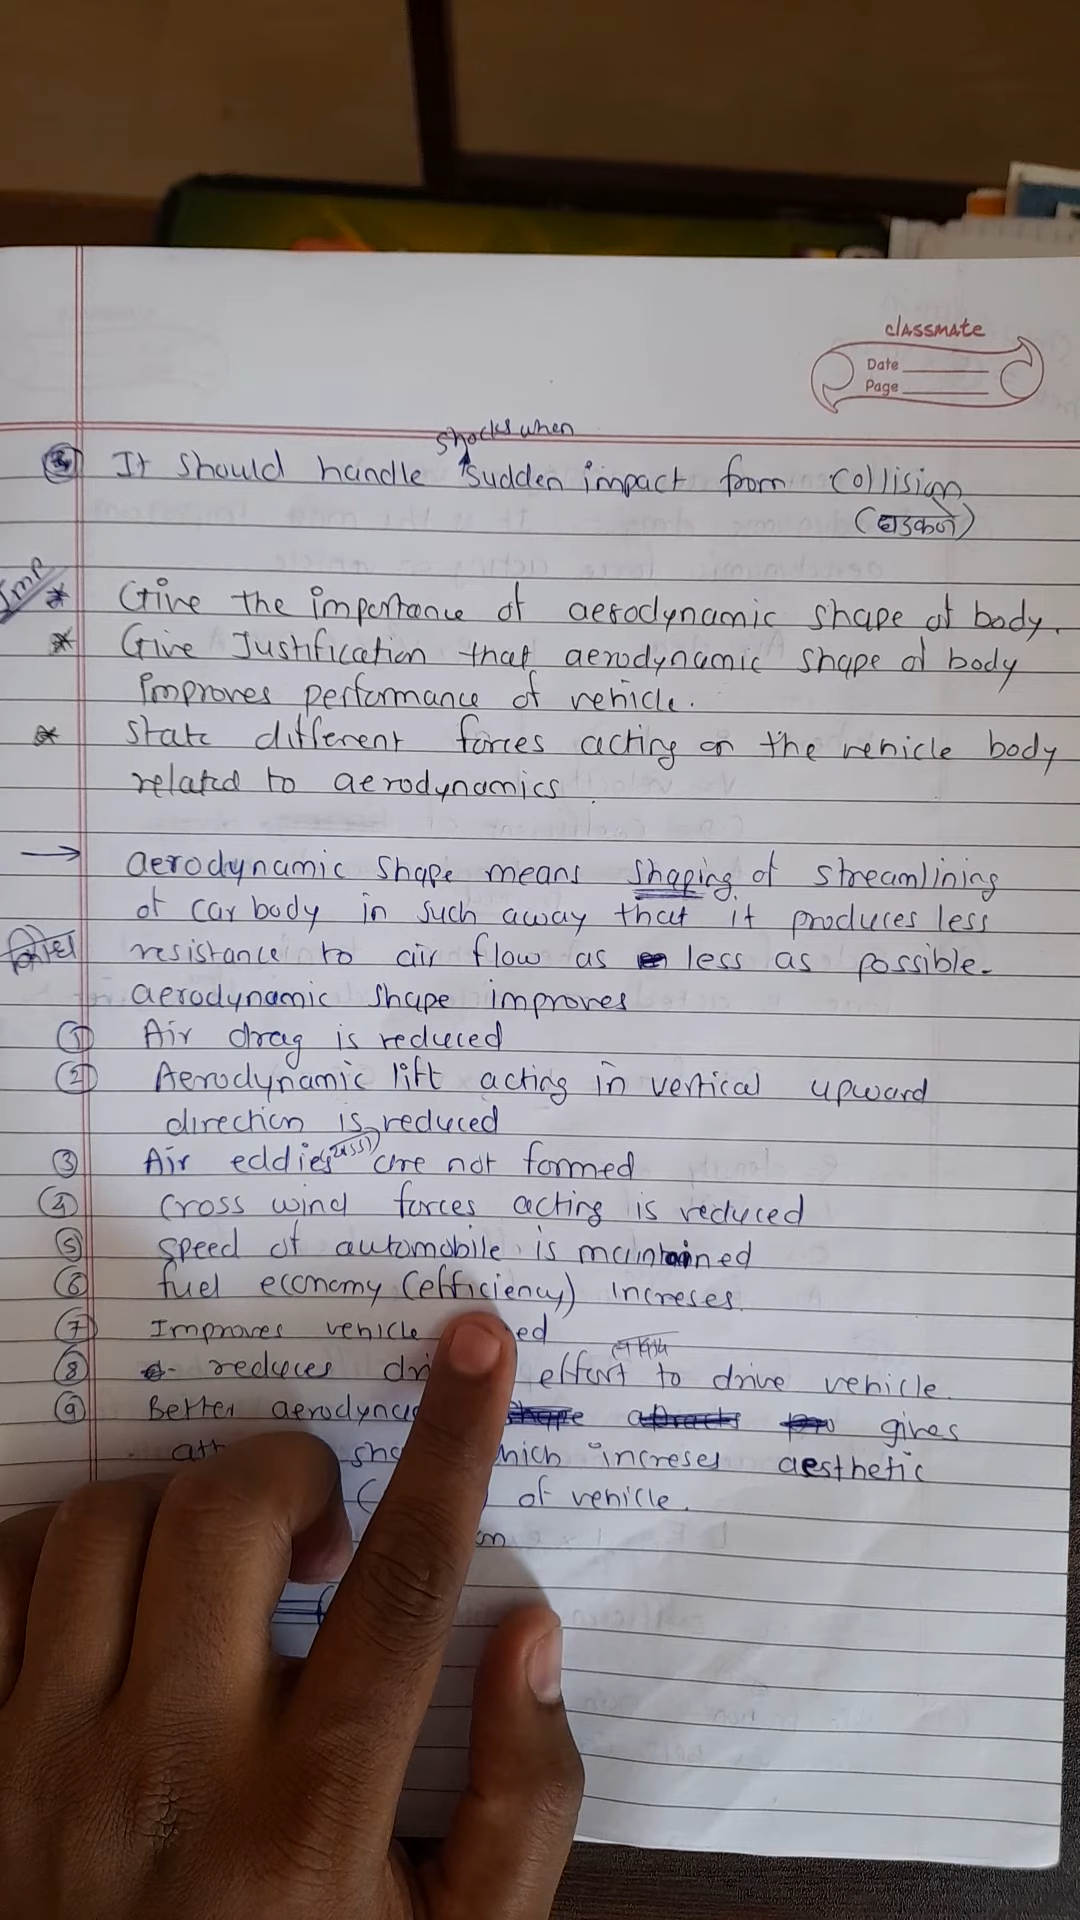 classmate
Date
Page
shocks when
③ It should handle sudden impact from collision
(धडकने)
Imp
* Give the importance of aerodynamic shape of body.
* Give Justification that aerodynamic shape of body
improves performance of vehicle.
* State different forces acting on the vehicle body
related to aerodynamics.
→ aerodynamic shape means shaping of streamlining
of car body in such away that it produces less
resistance to air flow as less as possible.
aerodynamic shape improves
① Air drag is reduced
② Aerodynamic lift acting in vertical upward
direction is reduced
③ Air eddies are not formed
④ Cross wind forces acting is reduced
⑤ speed of automobile is maintained
⑥ fuel economy (efficiency) increses
⑦ Improves vehicle
⑧ reduces effort to drive vehicle.
⑨ Better gives
which increses aesthetic
of vehicle.